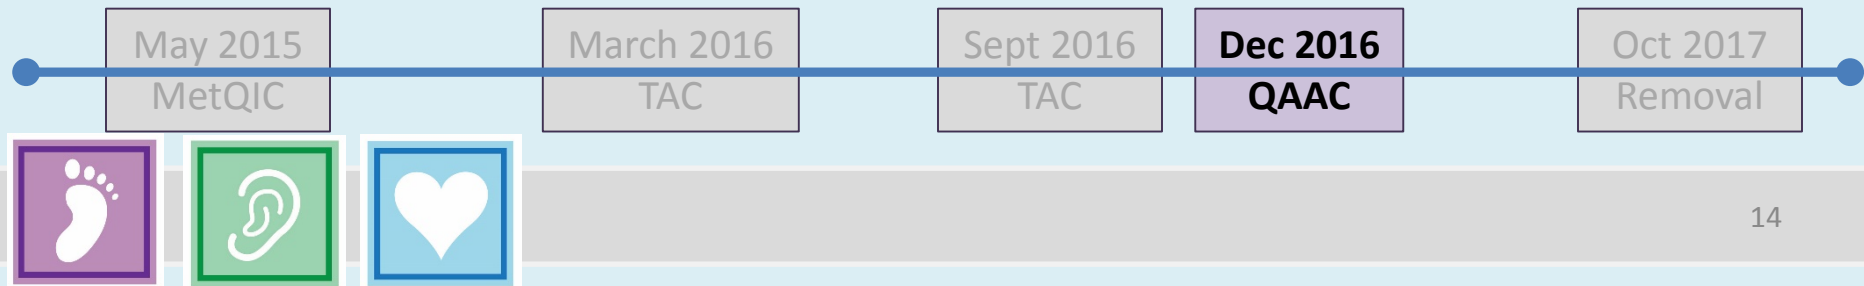 May 2015
MetQIC
March 2016
TAC
Sept 2016
TAC
Dec 2016
QAAC
Oct 2017
Removal
14